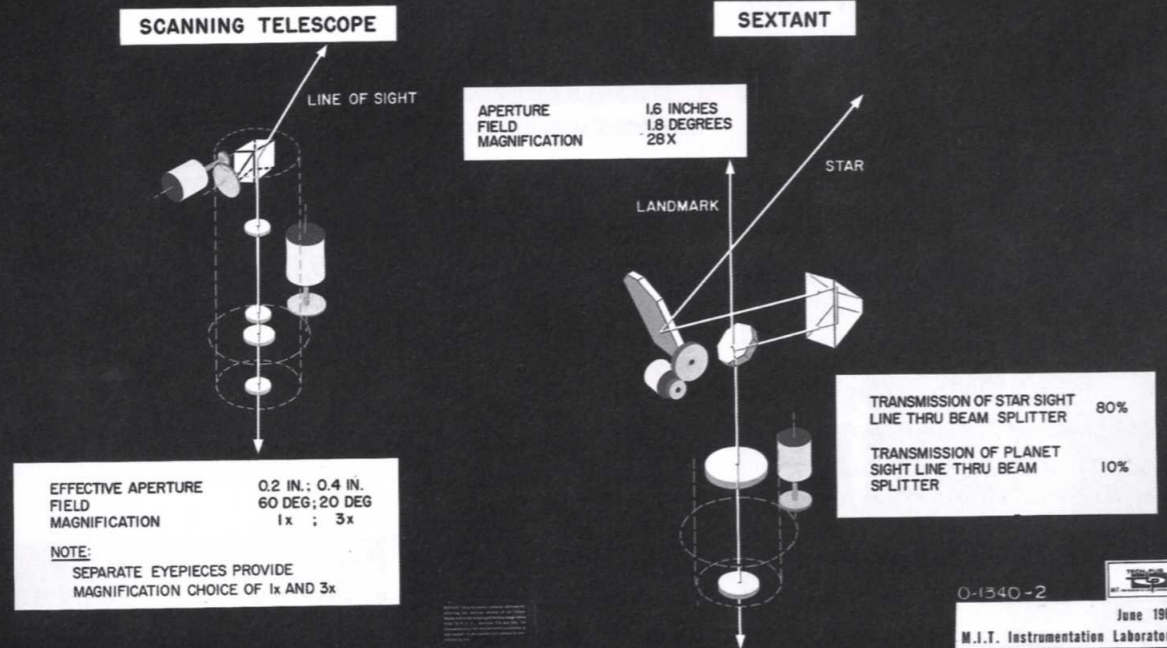 SCANNING TELESCOPE
LINE OF SIGHT
EFFECTIVE APERTURE 0.2 IN.; 0.4 IN.
FIELD 60 DEG; 20 DEG
MAGNIFICATION 1x ; 3x
NOTE:
SEPARATE EYEPIECES PROVIDE
MAGNIFICATION CHOICE OF 1x AND 3x
SEXTANT
APERTURE 1.6 INCHES
FIELD 1.8 DEGREES
MAGNIFICATION 28X
STAR
LANDMARK
TRANSMISSION OF STAR SIGHT
LINE THRU BEAM SPLITTER 80%
TRANSMISSION OF PLANET
SIGHT LINE THRU BEAM 10%
SPLITTER
0-1340-2
June
M.I.T. Instrumentation